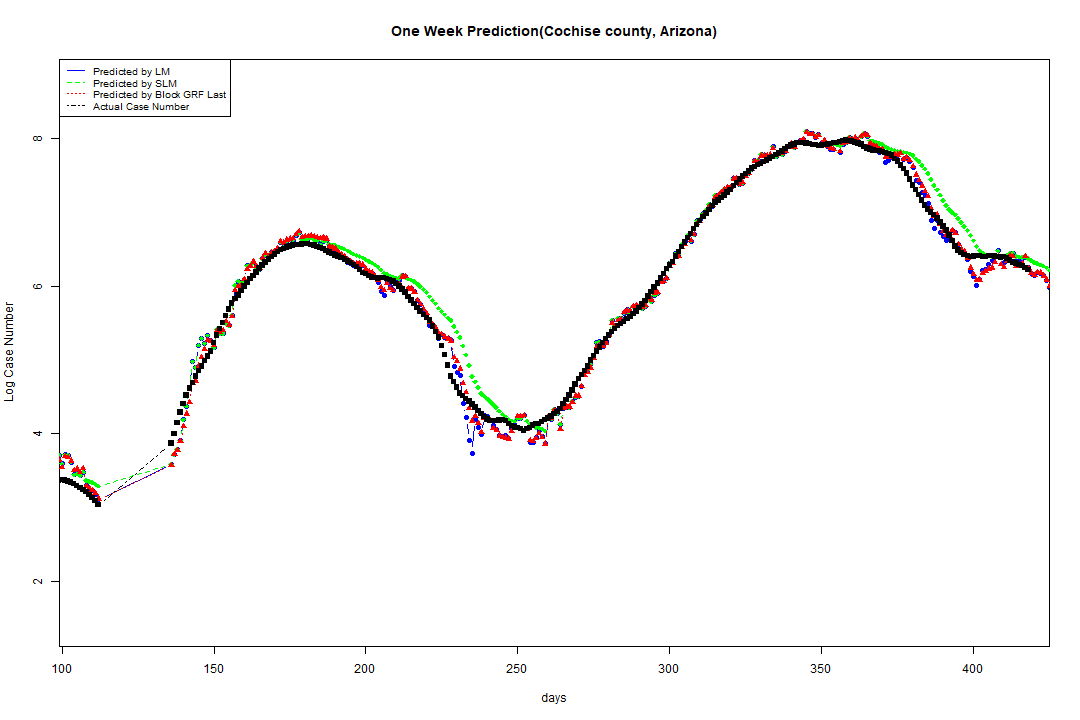 One Week Prediction(Cochise county, Arizona)
Predicted by LM
Predicted by SLM
Predicted by Block GRF Last
Actual Case Number
8
6
4
2
Log Case Number
100 150 200 250 300 350 400
days